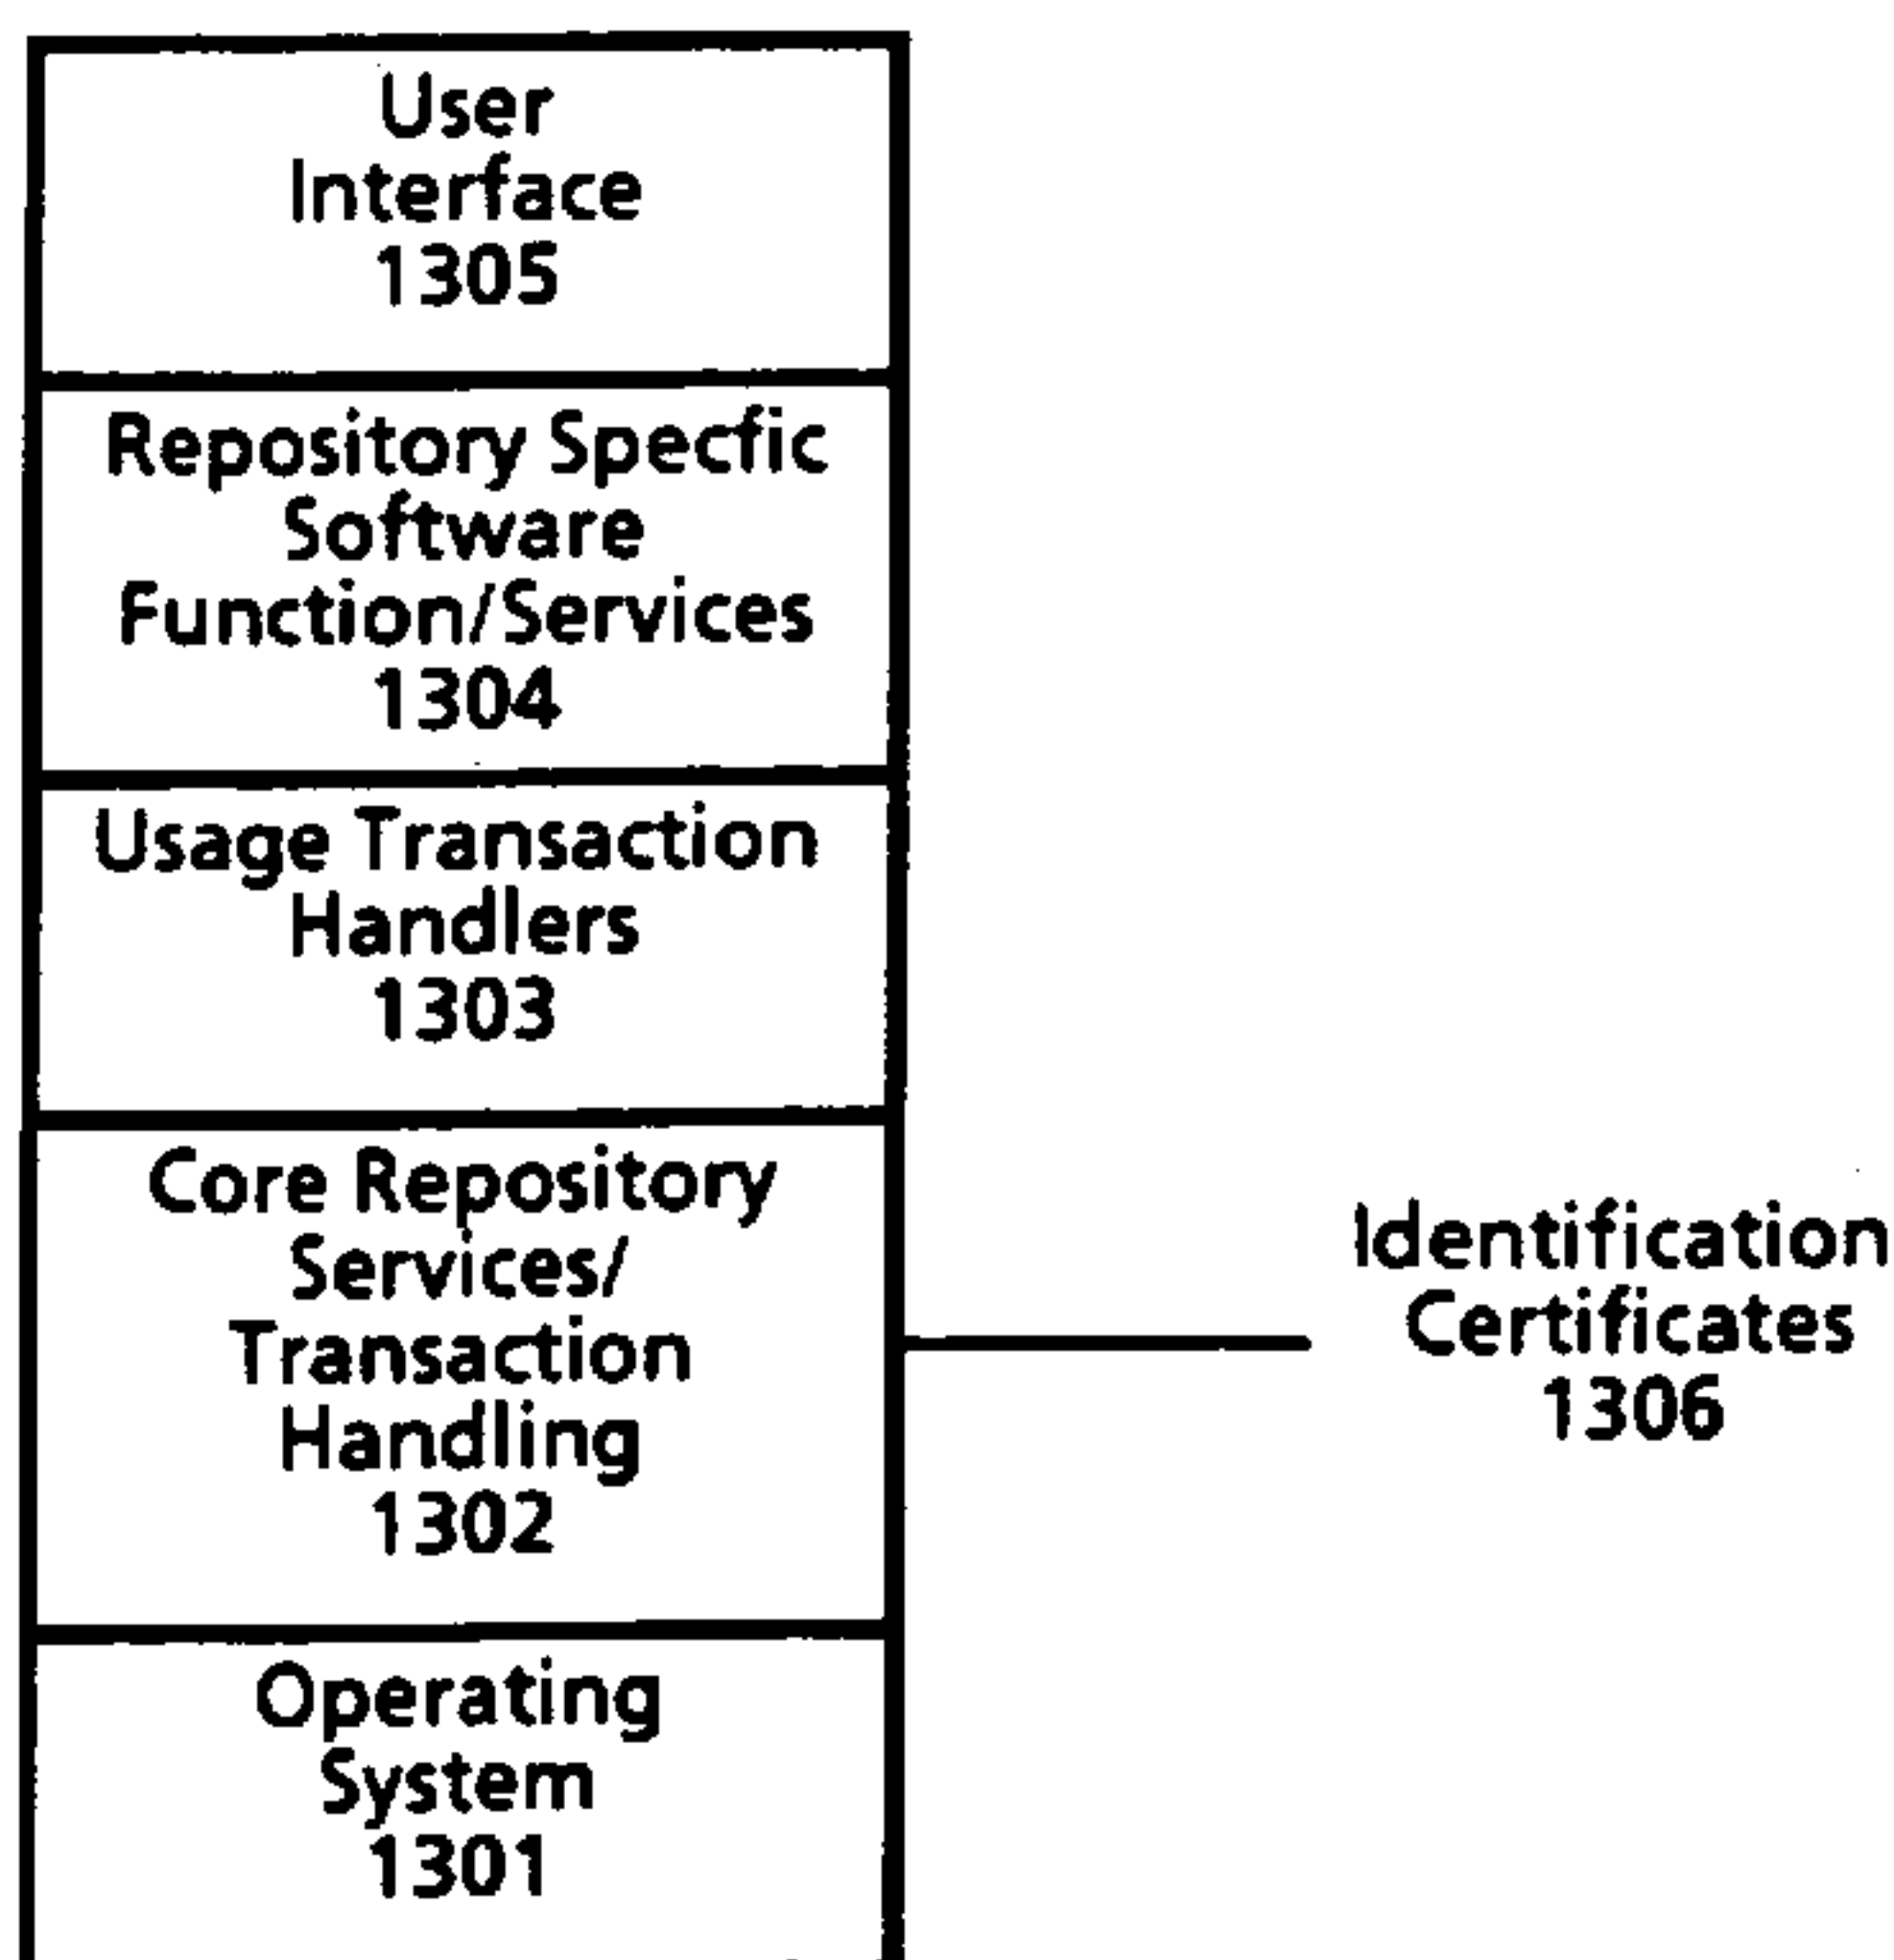 User
Interface
1305
Repository Specfic
Software
Function/Services
1304
Usage Transaction
Handlers
1303
Core Repository
Services/
Transaction
Handling
1302
Identification
Certificates
1306
Operating
System
1301